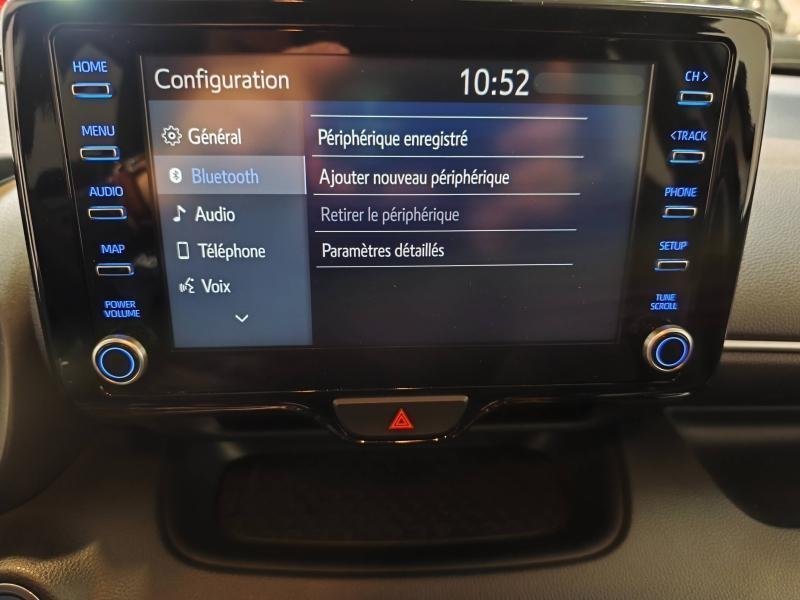 HOME
MENU
AUDIO
MAP
POWER
VOLUME
Configuration
10:52
Général
Bluetooth
Audio
Téléphone
Voix
Périphérique enregistré
Ajouter nouveau périphérique
Retirer le périphérique
Paramètres détaillés
CH >
< TRACK
PHONE
SETUP
TUNE
SCROLL